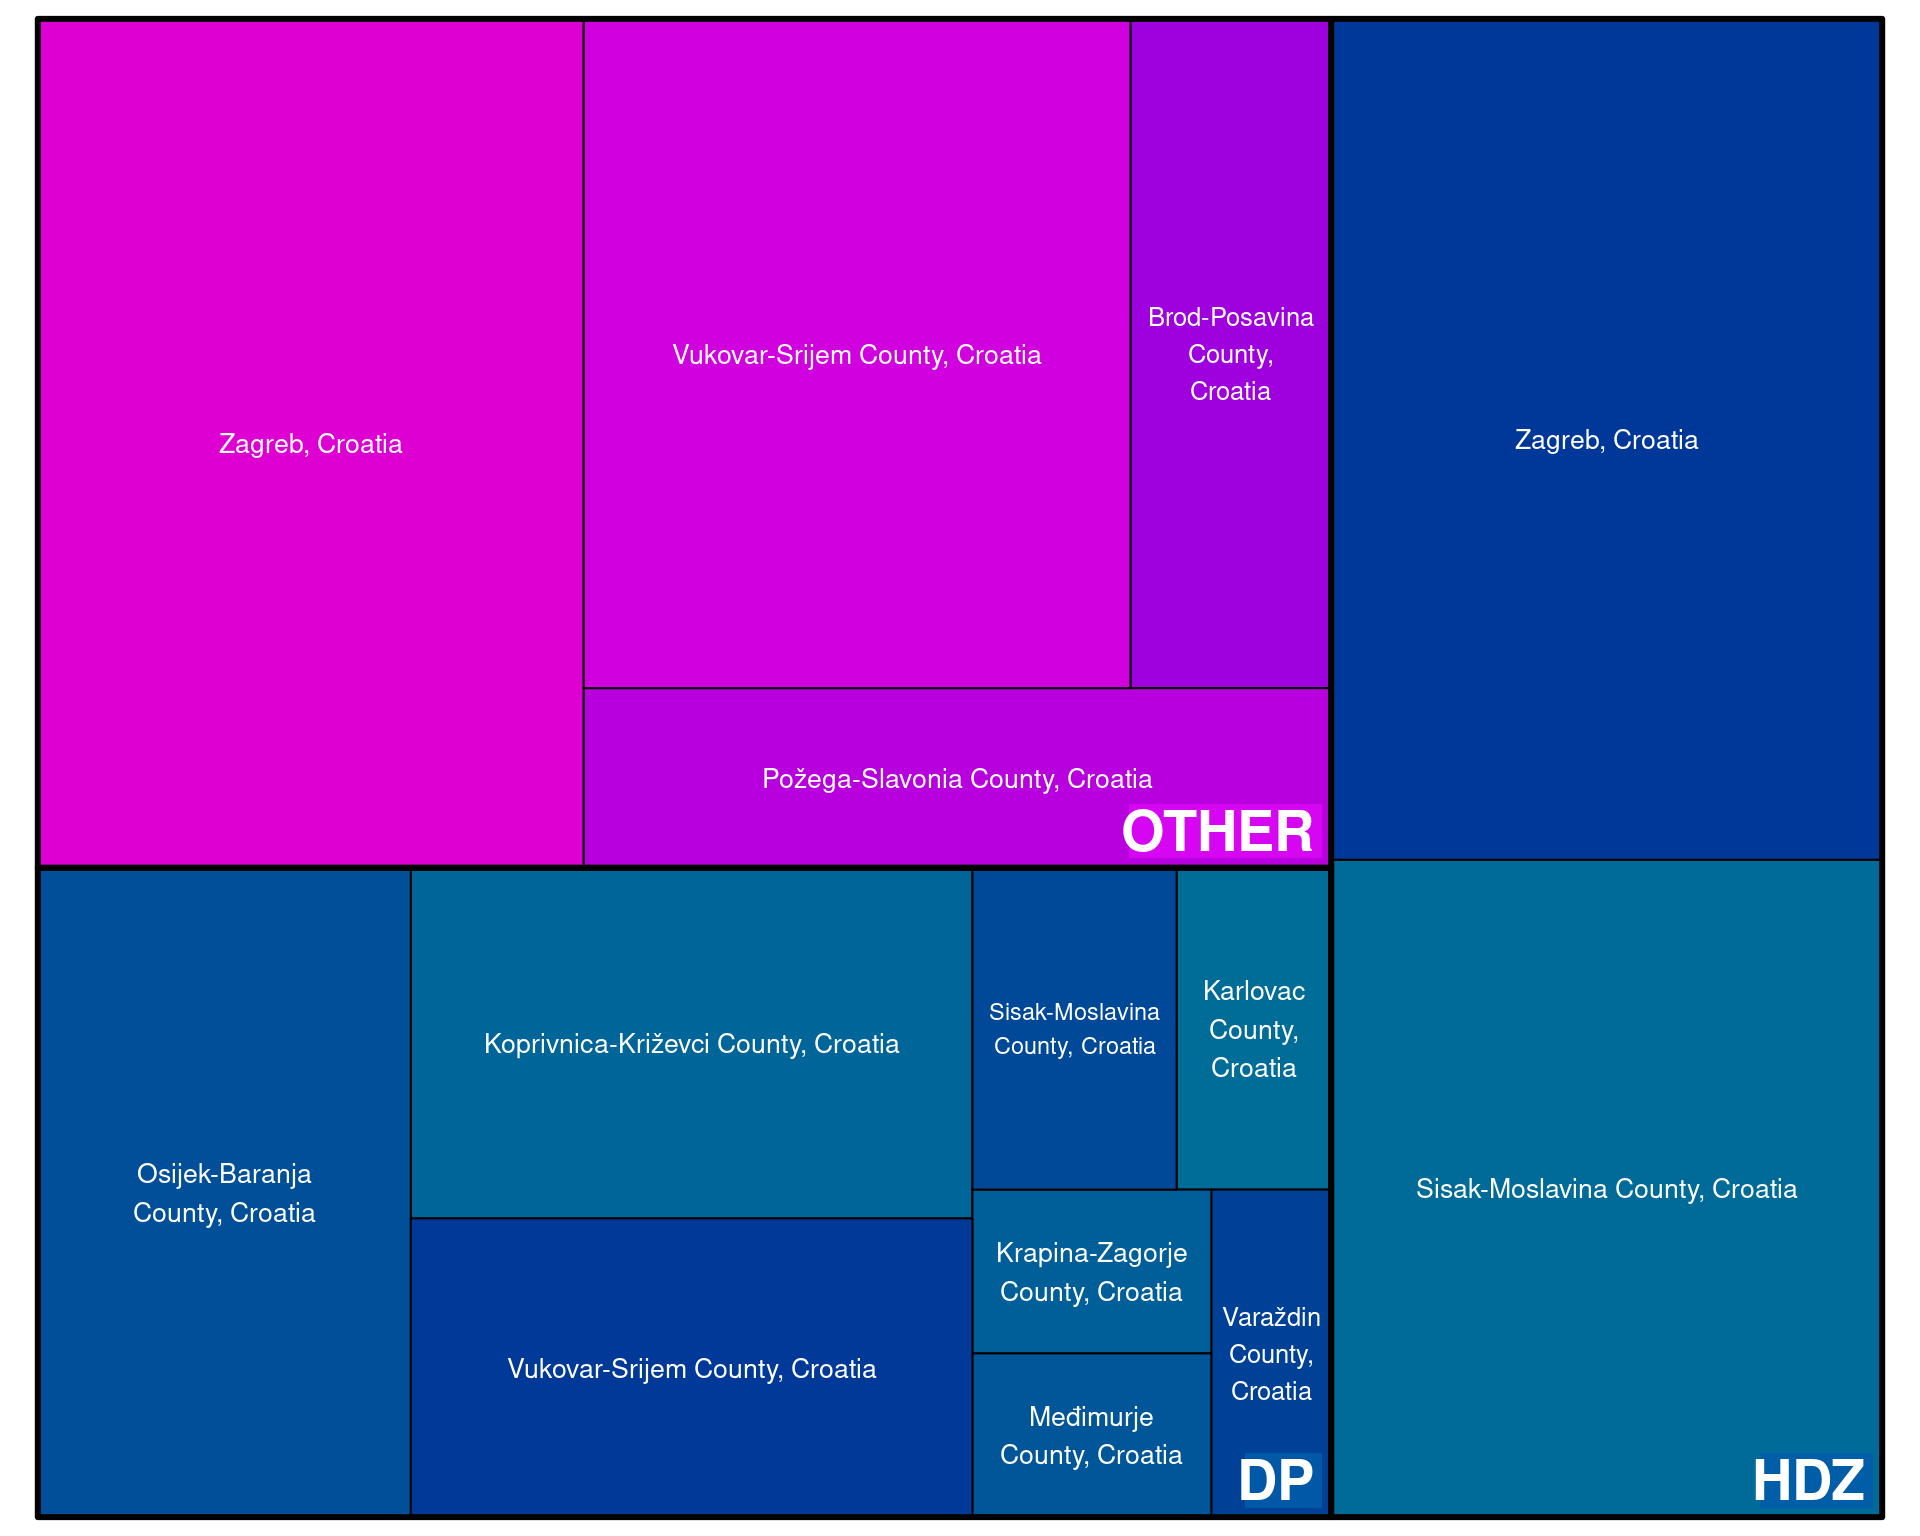 Zagreb, Croatia
Vukovar-Srijem County, Croatia
Brod-Posavina
County,
Croatia
Požega-Slavonia County, Croatia
OTHER
Zagreb, Croatia
Sisak-Moslavina County, Croatia
HDZ
Osijek-Baranja
County, Croatia
Koprivnica-Križevci County, Croatia
Vukovar-Srijem County, Croatia
Sisak-Moslavina
County, Croatia
Karlovac
County,
Croatia
Krapina-Zagorje
County, Croatia
Međimurje
County, Croatia
Varaždin
County,
Croatia
DP